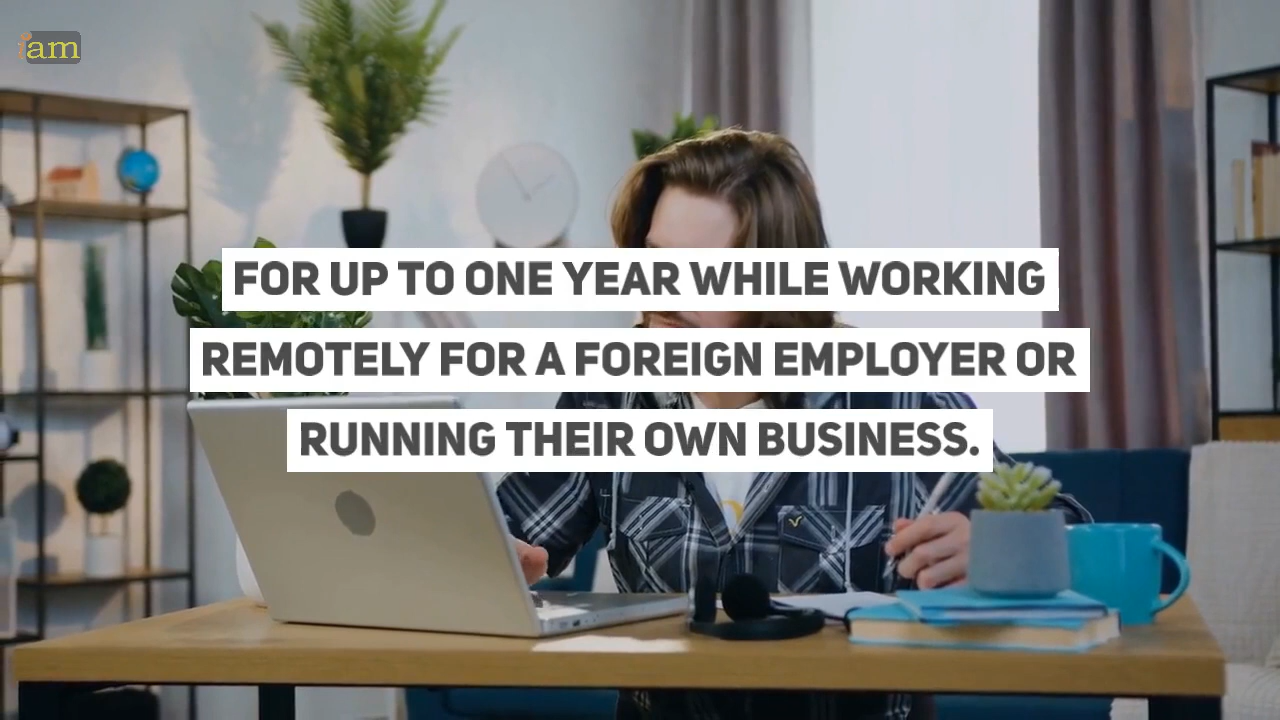 iam
FOR UP TO ONE YEAR WHILE WORKING
REMOTELY FOR A FOREIGN EMPLOYER OR
RUNNING THEIR OWN BUSINESS.